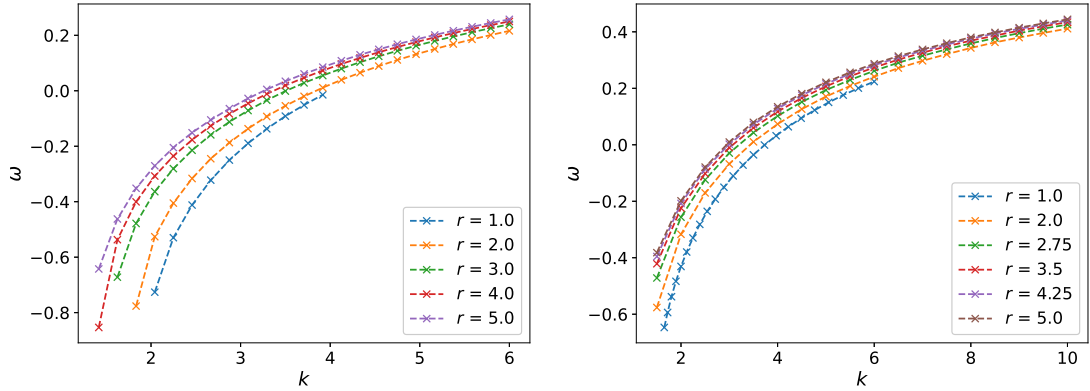 0.2
0.0
−0.2
−0.4
−0.6
−0.8
ω
2
3
4
5
6
k
r = 1.0
r = 2.0
r = 3.0
r = 4.0
r = 5.0
0.4
0.2
0.0
−0.2
−0.4
−0.6
ω
2
4
6
8
10
k
r = 1.0
r = 2.0
r = 2.75
r = 3.5
r = 4.25
r = 5.0